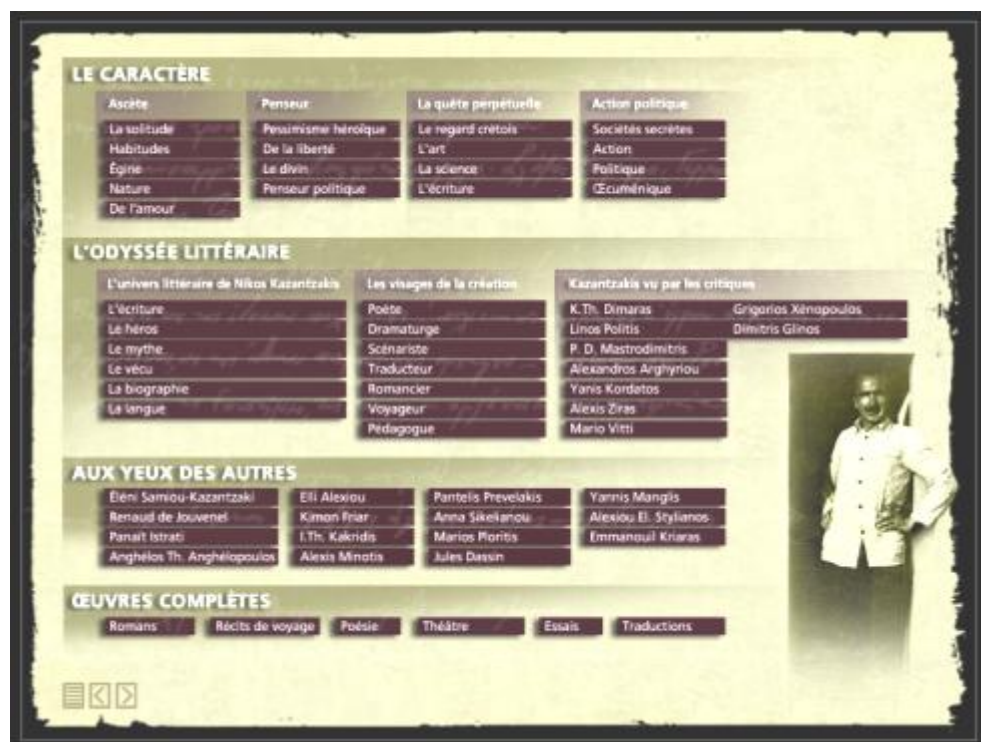 LE CARACTÈRE
Ascète
La solitude
Habitudes
Égine
Nature
De l'amour
Penseur
Pessimisme héroïque
De la liberté
Le divin
Penseur politique
La quête perpétuelle
Le regard crétois
L'art
La science
L'écriture
Action politique
Sociétés secrètes
Action
Politique
Œcuménique
L'ODYSSÉE LITTÉRAIRE
L'univers littéraire de Nikos Kazantzakis
L'écriture
Le héros
Le mythe
Le vécu
La biographie
La langue
Les visages de la création
Poète
Dramaturge
Scénariste
Traducteur
Romancier
Voyageur
Pédagogue
Kazantzakis vu par les critiques
K.Th. Dimaras
Linos Politis
P. D. Mastrodimitris
Alexandros Arghyriou
Yanis Kordatos
Alexis Ziras
Mario Vitti
Grigorios Xénopoulos
Dimitris Glinos
AUX YEUX DES AUTRES
Éléni Samiou-Kazantzaki
Renaud de Jouvenel
Panaït Istrati
Anghélos Th. Anghélopoulos
Elli Alexiou
Kimon Friar
I.Th. Kakridis
Alexis Minotis
Pantelis Prevelakis
Anna Sikelianou
Marios Ploritis
Jules Dassin
Yannis Manglis
Alexiou El. Stylianos
Emmanouil Kriaras
ŒUVRES COMPLÈTES
Romans
Récits de voyage
Poésie
Théâtre
Essais
Traductions